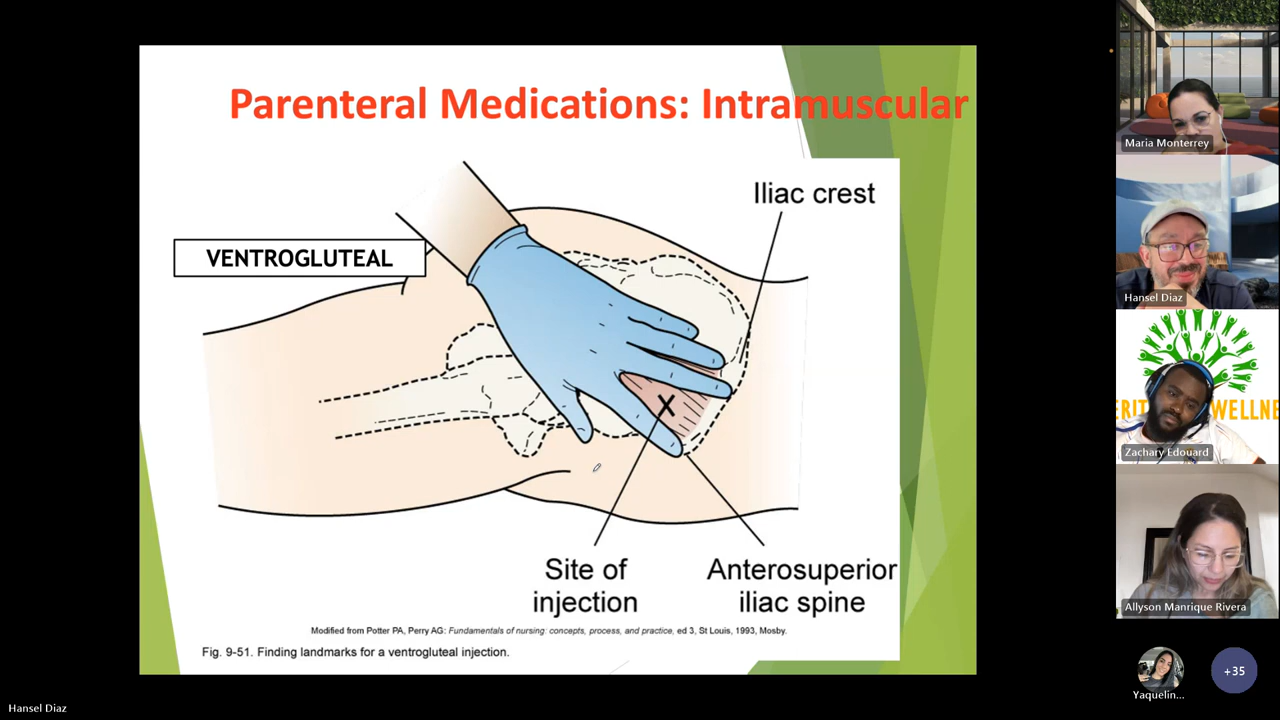 Parenteral Medications: Intramuscular
VENTROGLUTEAL
Iliac crest
Site of
injection
Anterosuperior
iliac spine
Modified from Potter PA, Perry AG: Fundamentals of nursing: concepts, process, and practice, ed 3, St Louis, 1993, Mosby.
Fig. 9-51. Finding landmarks for a ventrogluteal injection.
Maria Monterrey
Hansel Diaz
WELLNE
Zachary Edouard
Allyson Manrique Rivera
Yaquelin...
+35
Hansel Diaz